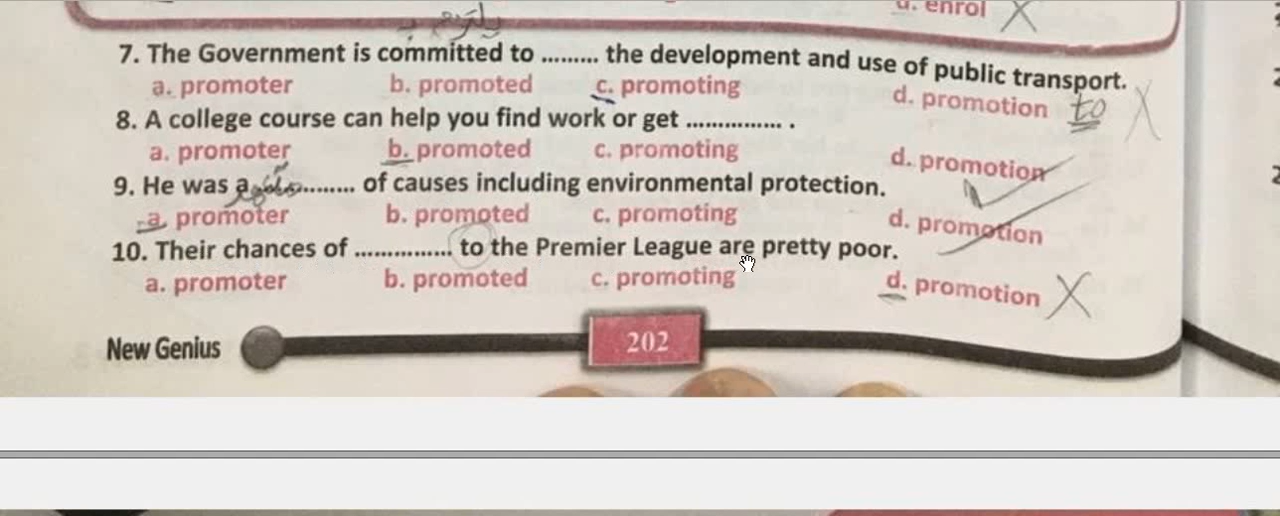 d. enrol X
7. The Government is committed to ......... the development and use of public transport.
a. promoter b. promoted c. promoting d. promotion to X
8. A college course can help you find work or get ............... .
a. promoter b. promoted c. promoting d. promotion
9. He was a ......... of causes including environmental protection.
a. promoter b. promoted c. promoting d. promotion
10. Their chances of ............... to the Premier League are pretty poor.
a. promoter b. promoted c. promoting d. promotion X
New Genius 202